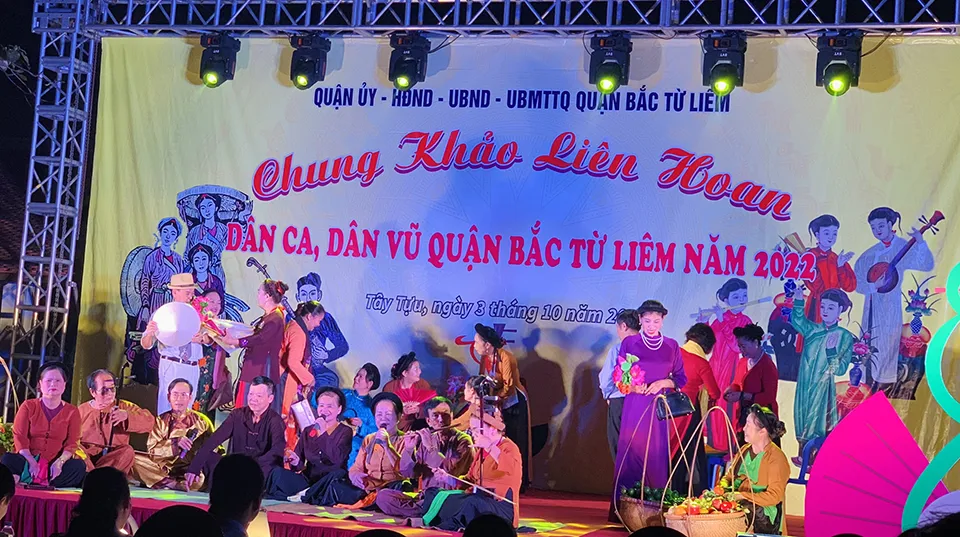 QUẬN ỦY - HĐND - UBND - UBMTTQ QUẬN BẮC TỪ LIÊM
Chung Khảo Liên Hoan
DÂN CA, DÂN VŨ QUẬN BẮC TỪ LIÊM NĂM 2022
Tây Tựu, ngày 3 tháng 10 năm